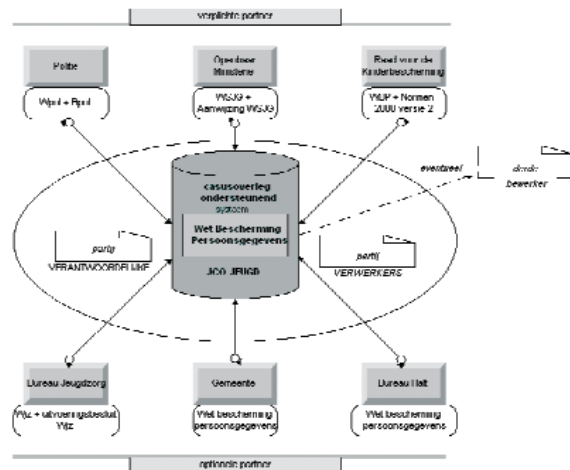 verplichte partner
Politie
Openbaar
Ministerie
Raad voor de
Kinderbescherming
Wpol + Bpol
WSJG +
Aanwijzing WSJG
WBP + Normen
2000 versie 2
eventueel
derde
bewerker
casusoverleg
ondersteunend
systeem
Wet Bescherming
Persoonsgegevens
partij
VERANTWOORDELIJKE
partij
VERWERKERS
JCO JEUGD
Bureau Jeugdzorg
Gemeente
Bureau Halt
Wjz + uitvoeringsbesluit
Wjz
Wet bescherming
persoonsgegevens
Wet bescherming
persoonsgegevens
optionele partner